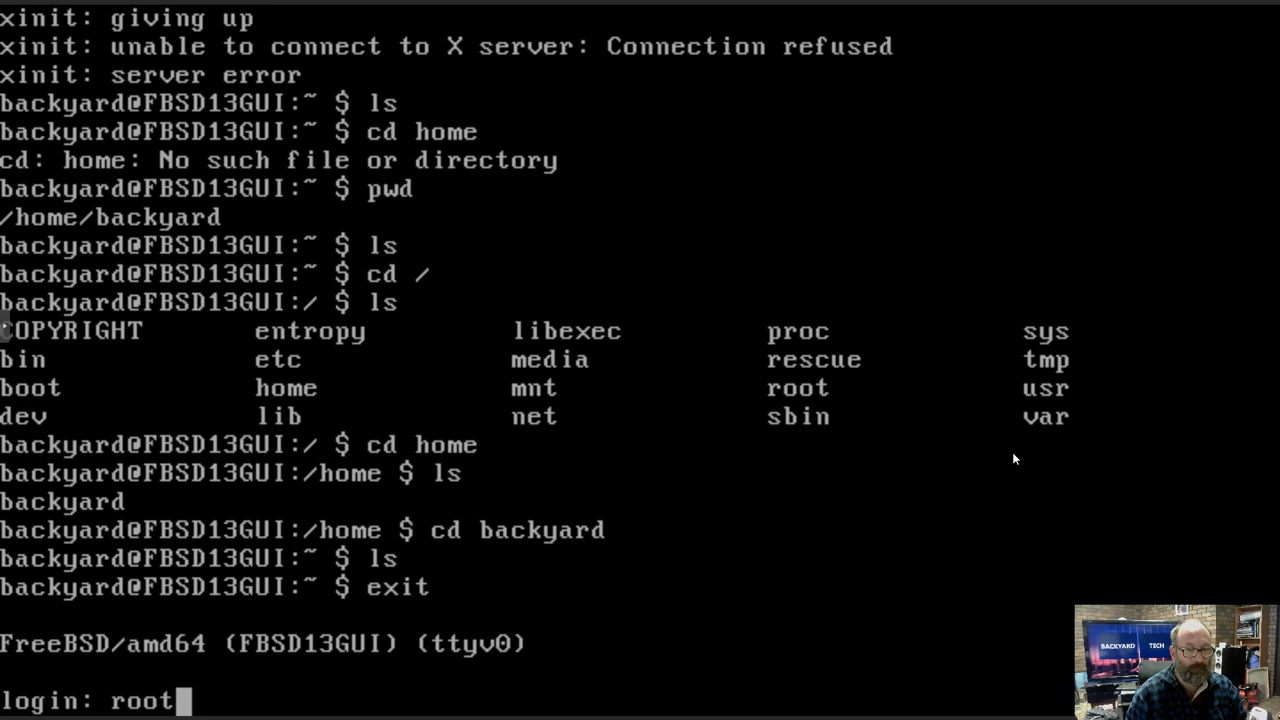 xinit: giving up
xinit: unable to connect to X server: Connection refused
xinit: server error
backyard@FBSD13GUI:~ $ ls
backyard@FBSD13GUI:~ $ cd home
cd: home: No such file or directory
backyard@FBSD13GUI:~ $ pwd
/home/backyard
backyard@FBSD13GUI:~ $ ls
backyard@FBSD13GUI:~ $ cd /
backyard@FBSD13GUI:/ $ ls
COPYRIGHT entropy libexec proc sys
bin etc media rescue tmp
boot home mnt root usr
dev lib net sbin var
backyard@FBSD13GUI:/ $ cd home
backyard@FBSD13GUI:/home $ ls
backyard
backyard@FBSD13GUI:/home $ cd backyard
backyard@FBSD13GUI:~ $ ls
backyard@FBSD13GUI:~ $ exit
FreeBSD/amd64 (FBSD13GUI) (ttyv0)
login: root
BACKYARD TECH